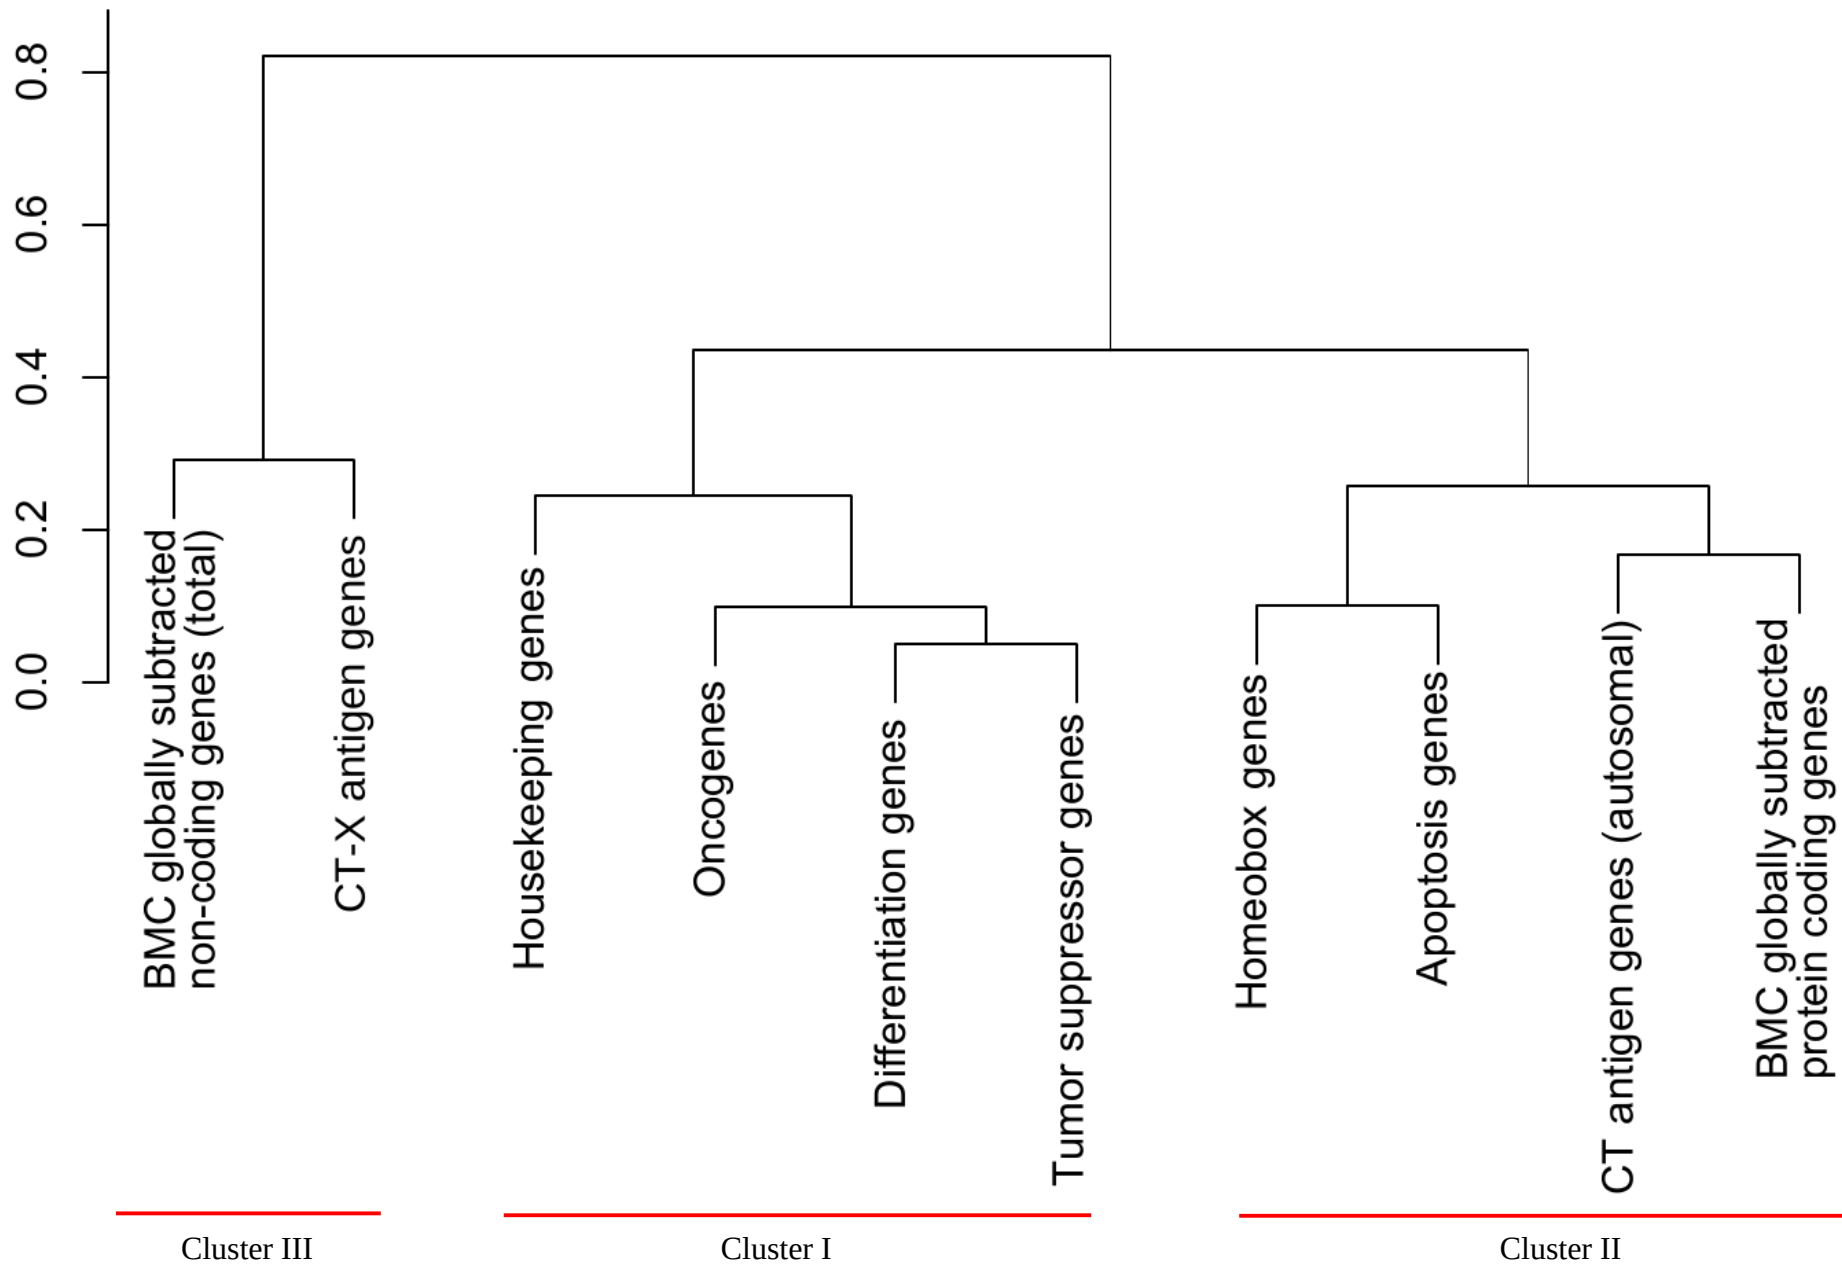 0.8
0.6
0.4
0.2
0.0
BMC globally subtracted
non-coding genes (total)
CT-X antigen genes
Housekeeping genes
Oncogenes
Differentiation genes
Tumor suppressor genes
Homeobox genes
Apoptosis genes
CT antigen genes (autosomal)
BMC globally subtracted
protein coding genes
Cluster III
Cluster I
Cluster II